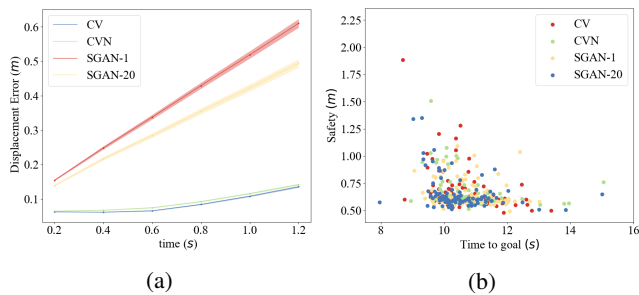 Displacement Error (m)
0.6
0.5
0.4
0.3
0.2
0.1
CV
CVN
SGAN-1
SGAN-20
0.2
0.4
0.6
0.8
1.0
1.2
time (s)
(a)
Safety (m)
2.00
1.75
1.50
1.25
1.00
0.75
0.50
CV
CVN
SGAN-1
SGAN-20
8
10
12
14
16
Time to goal (s)
(b)